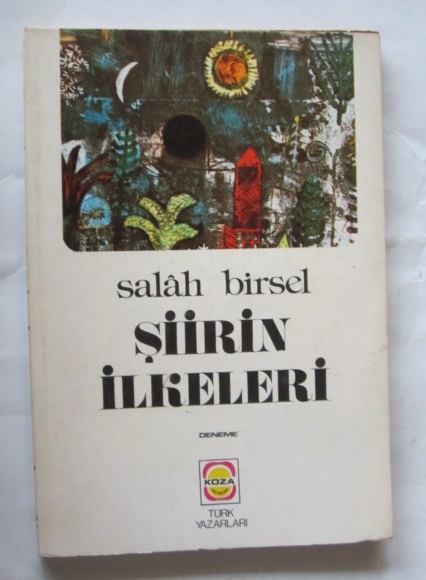 salâh birsel
ŞİİRİN
İLKELERİ
DENEME
KOZA
TÜRK
YAZARLARI